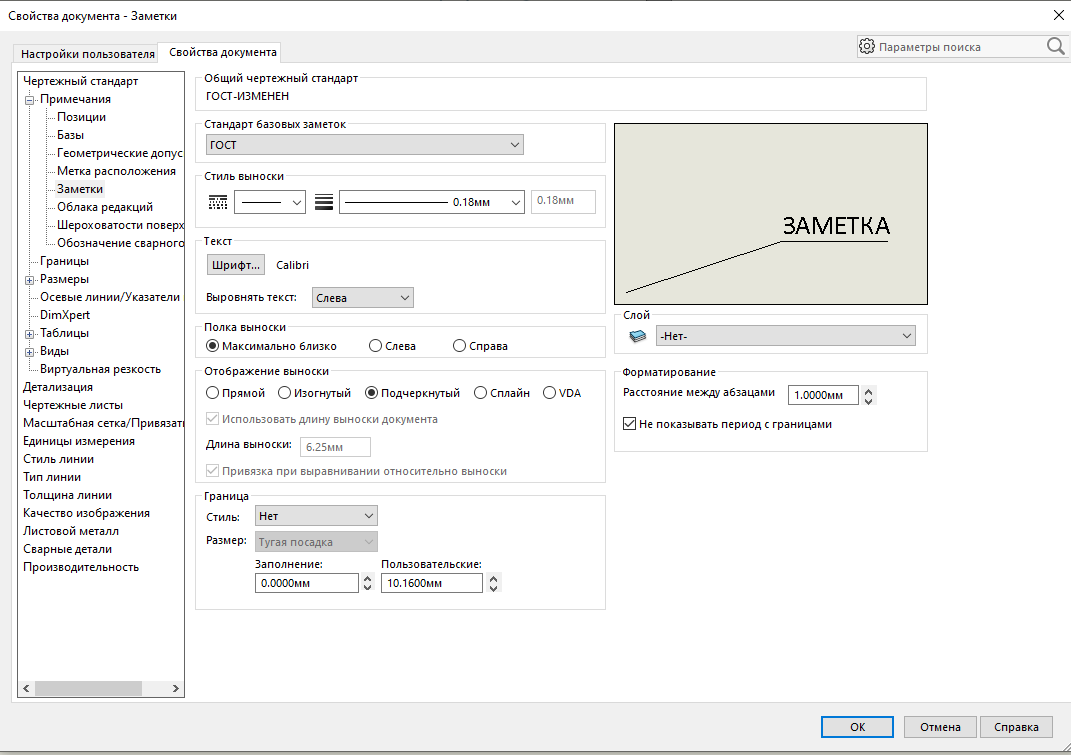 Свойства документа - Заметки
Настройки пользователя
Свойства документа
Параметры поиска
Чертежный стандарт
Примечания
Позиции
Базы
Геометрические допус
Метка расположения
Заметки
Облака редакций
Шероховатости поверх
Обозначение сварного
Границы
Размеры
Осевые линии/Указатели
DimXpert
Таблицы
Виды
Виртуальная резкость
Детализация
Чертежные листы
Масштабная сетка/Привязат
Единицы измерения
Стиль линии
Тип линии
Толщина линии
Качество изображения
Листовой металл
Сварные детали
Производительность
Общий чертежный стандарт
ГОСТ-ИЗМЕНЕН
Стандарт базовых заметок
ГОСТ
Стиль выноски
0.18мм 0.18мм
Текст
Шрифт... Calibri
Выровнять текст: Слева
Полка выноски
Максимально близко Слева Справа
Отображение выноски
Прямой Изогнутый Подчеркнутый Сплайн VDA
Использовать длину выноски документа
Длина выноски: 6.25мм
Привязка при выравнивании относительно выноски
Граница
Стиль: Нет
Размер: Тугая посадка
Заполнение: Пользовательские:
0.0000мм 10.1600мм
ЗАМЕТКА
Слой
-Нет-
Форматирование
Расстояние между абзацами 1.0000мм
Не показывать период с границами
OK Отмена Справка